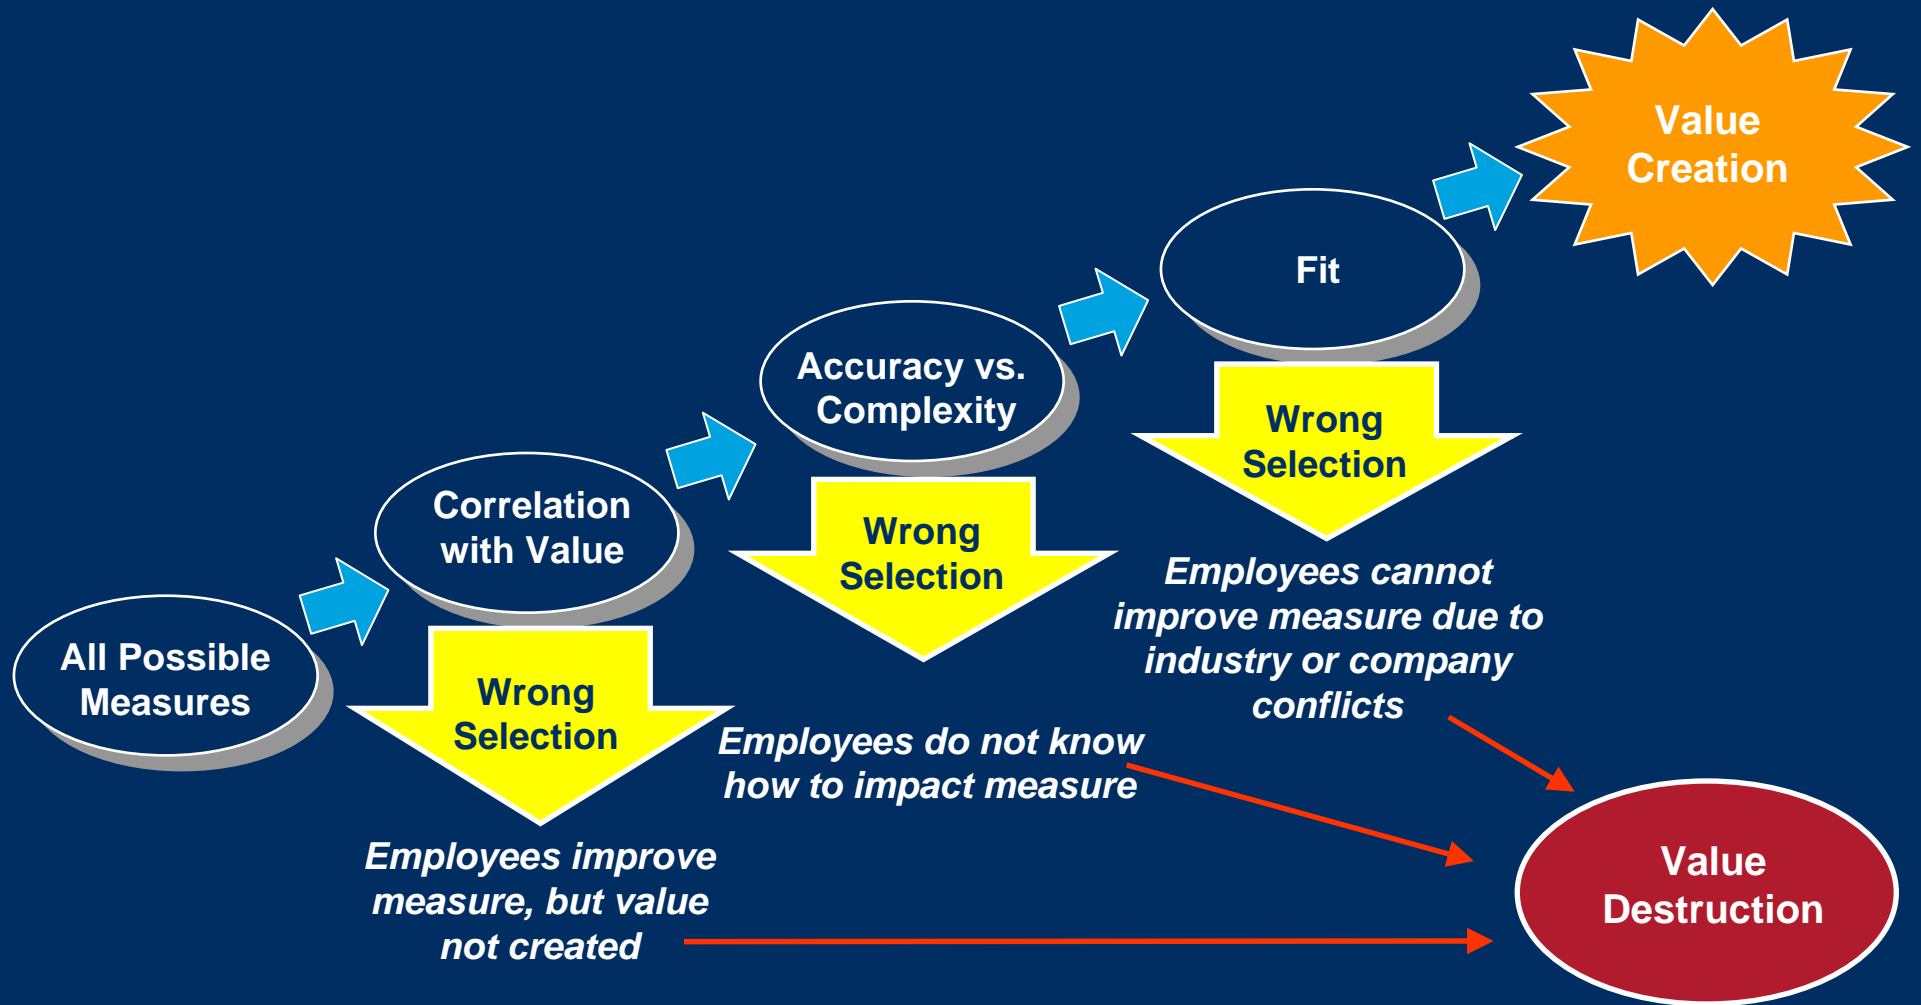 Value
Creation
Fit
Accuracy vs.
Complexity
Wrong
Selection
Correlation
with Value
Wrong
Selection
Employees cannot
improve measure due to
industry or company
conflicts
All Possible
Measures
Wrong
Selection
Employees do not know
how to impact measure
Employees improve
measure, but value
not created
Value
Destruction